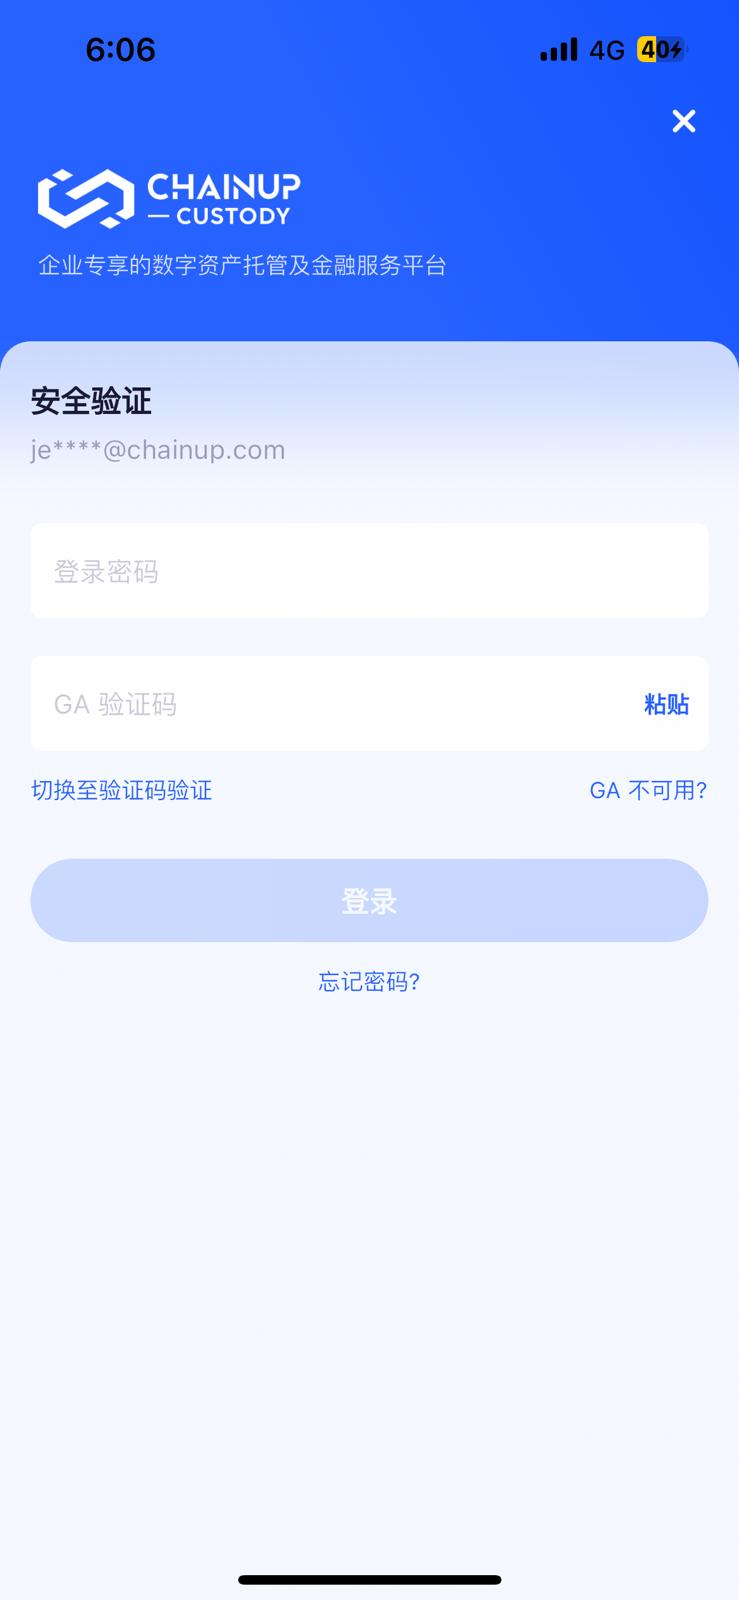 6:06
4G
40
CHAINUP
CUSTODY
企业专享的数字资产托管及金融服务平台
安全验证
je****@chainup.com
登录密码
GA 验证码
粘贴
切换至验证码验证
GA 不可用?
登录
忘记密码?